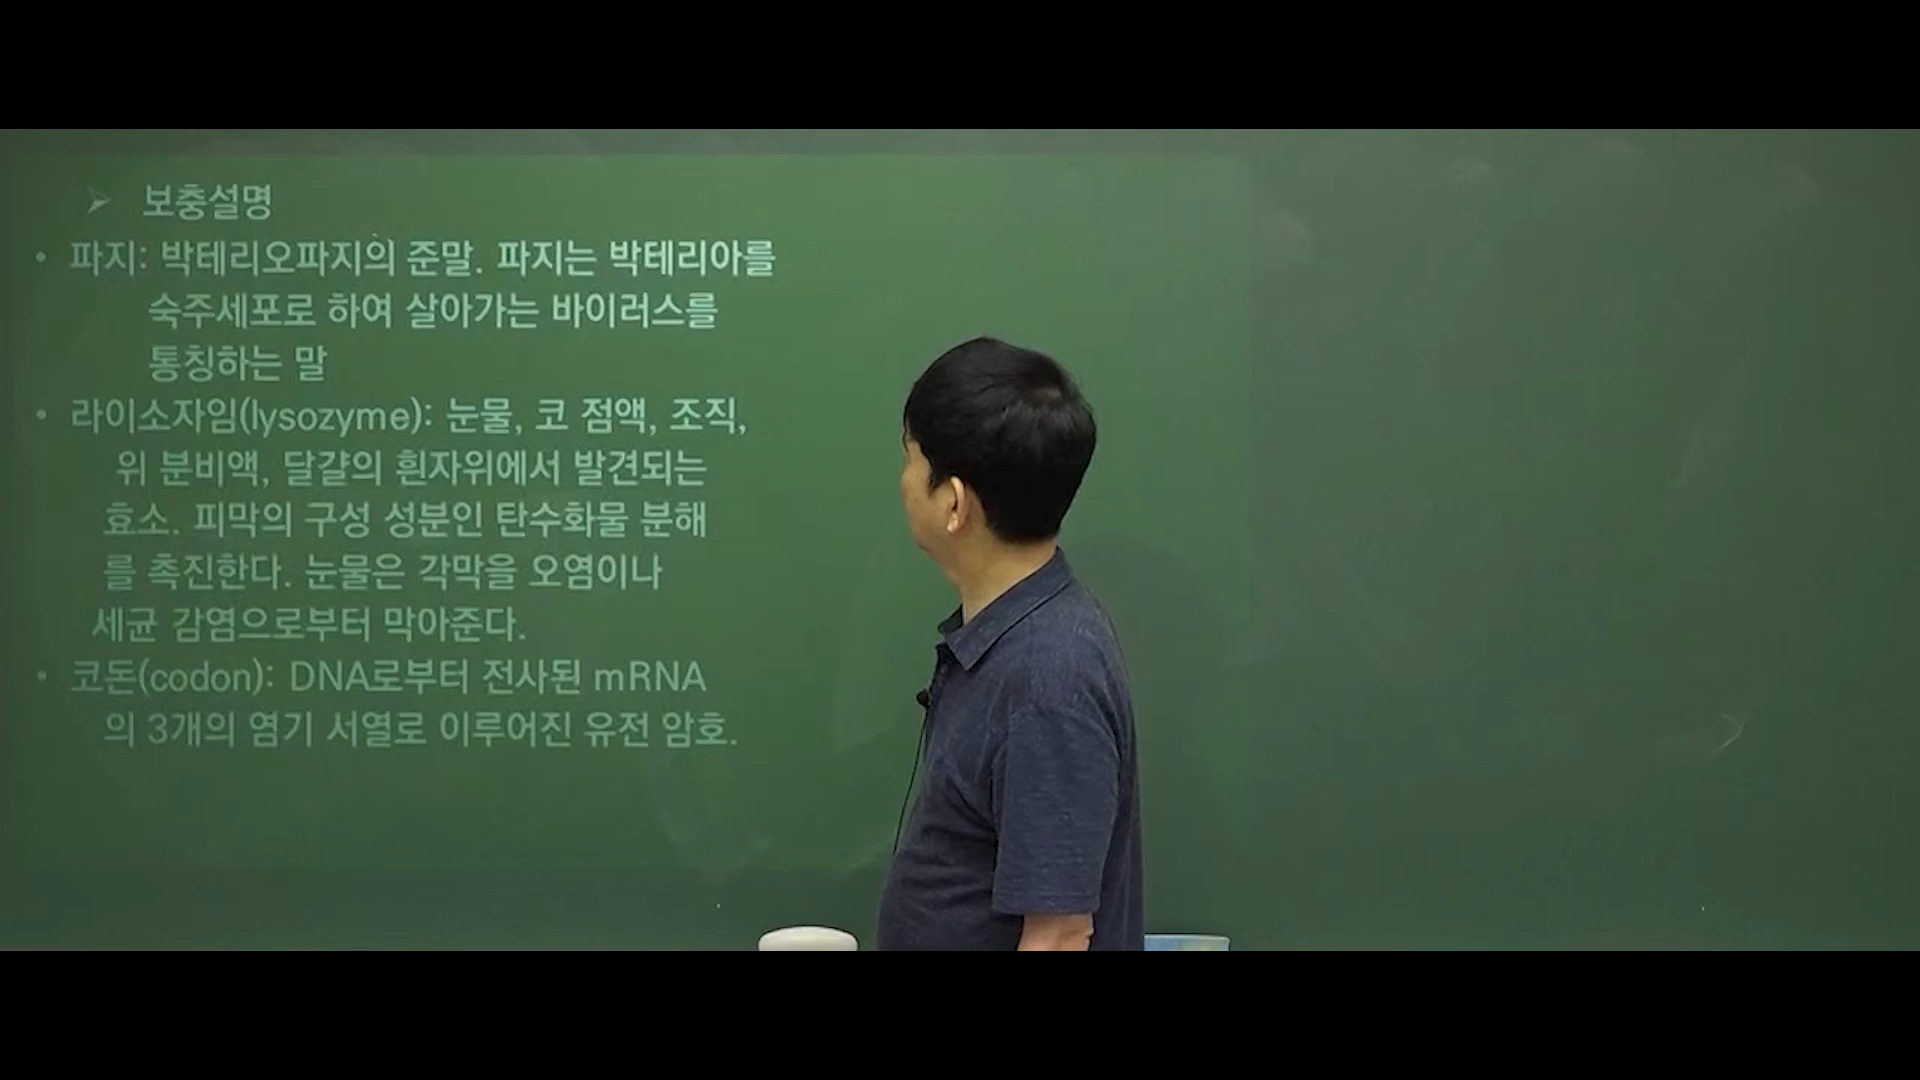 ➢ 보충설명
• 파지: 박테리오파지의 준말. 파지는 박테리아를
숙주세포로 하여 살아가는 바이러스를
통칭하는 말
• 라이소자임(lysozyme): 눈물, 코 점액, 조직,
위 분비액, 달걀의 흰자위에서 발견되는
효소. 피막의 구성 성분인 탄수화물 분해
를 촉진한다. 눈물은 각막을 오염이나
세균 감염으로부터 막아준다.
• 코돈(codon): DNA로부터 전사된 mRNA
의 3개의 염기 서열로 이루어진 유전 암호.